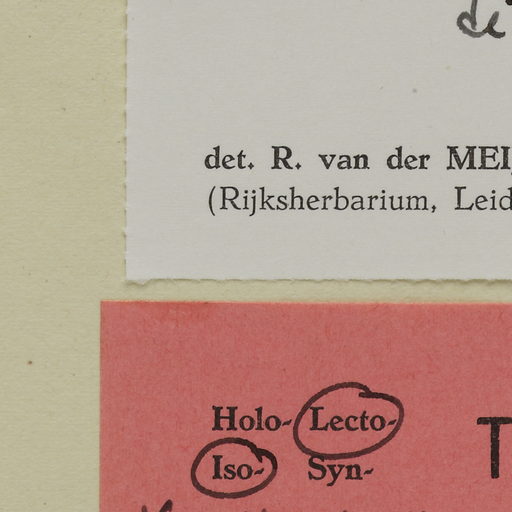 det. R. van der MEI
(Rijksherbarium, Leid
Holo- Lecto-
Iso- Syn-
T